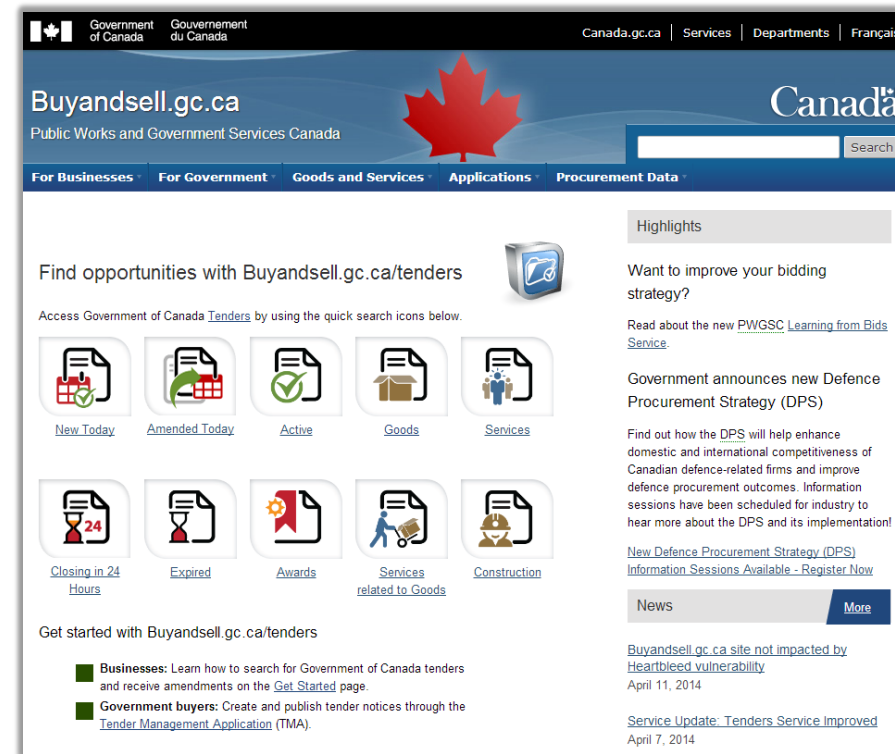 Government
of Canada
Gouvernement
du Canada
Canada.gc.ca
Services
Departments
Buyandsell.gc.ca
Public Works and Government Services Canada
Canada
Search
For Businesses
For Government
Goods and Services
Applications
Procurement Data
Find opportunities with Buyandsell.gc.ca/tenders
Access Government of Canada Tenders by using the quick search icons below.
New Today
Amended Today
Active
Goods
Services
24
Closing in 24
Hours
Expired
Awards
Services
related to Goods
Construction
Get started with Buyandsell.gc.ca/tenders
Businesses: Learn how to search for Government of Canada tenders
and receive amendments on the Get Started page.
Government buyers: Create and publish tender notices through the
Tender Management Application (TMA).
Highlights
Want to improve your bidding
strategy?
Read about the new PWGSC Learning from Bids
Service.
Government announces new Defence
Procurement Strategy (DPS)
Find out how the DPS will help enhance
domestic and international competitiveness of
Canadian defence-related firms and improve
defence procurement outcomes. Information
sessions have been scheduled for industry to
hear more about the DPS and its implementation!
New Defence Procurement Strategy (DPS)
Information Sessions Available - Register Now
News
More
Buyandsell.gc.ca site not impacted by
Heartbleed vulnerability
April 11, 2014
Service Update: Tenders Service Improved
April 7, 2014